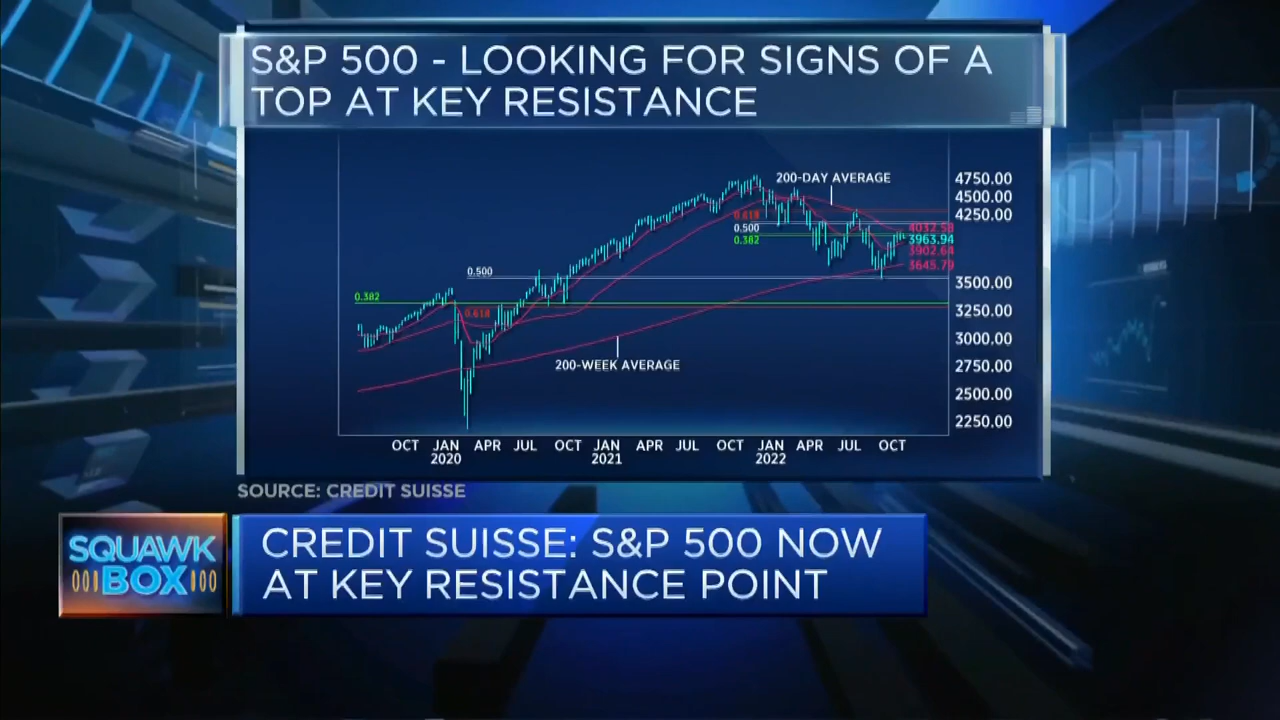 S&P 500 - LOOKING FOR SIGNS OF A
TOP AT KEY RESISTANCE
200-DAY AVERAGE
4750.00
4500.00
4250.00
0.618
0.500
0.382
4032.58
3963.94
3902.64
3645.79
0.500
0.382
0.618
3500.00
3250.00
3000.00
2750.00
2500.00
2250.00
200-WEEK AVERAGE
OCT JAN APR JUL OCT JAN APR JUL OCT JAN APR JUL OCT
2020 2021 2022
SOURCE: CREDIT SUISSE
SQUAWK
BOX
CREDIT SUISSE: S&P 500 NOW
AT KEY RESISTANCE POINT